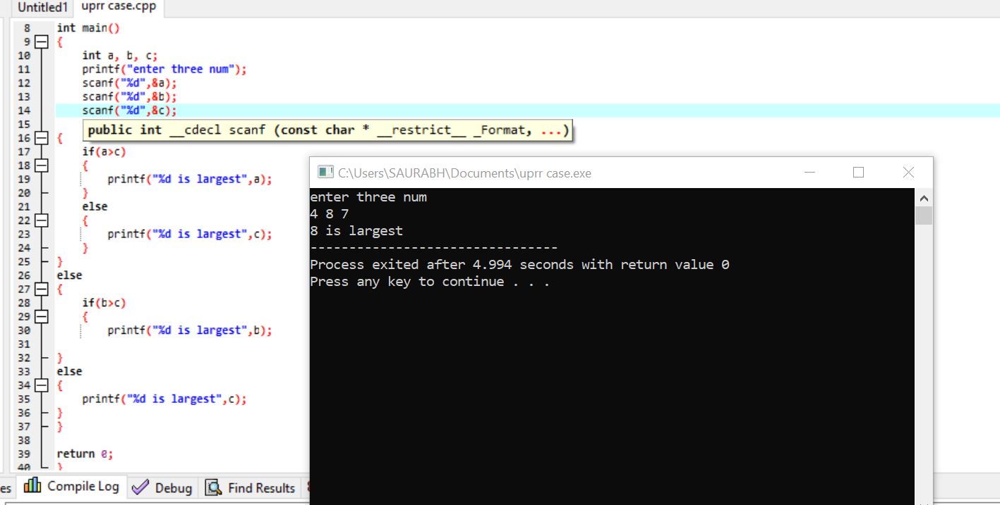 Untitled1 uprr case.cpp
8 int main()
9 {
10 int a, b, c;
11 printf("enter three num");
12 scanf("%d",&a);
13 scanf("%d",&b);
14 scanf("%d",&c);
15
public int __cdecl scanf (const char * __restrict__ _Format, ...)
16 {
17 if(a>c)
18 {
19 printf("%d is largest",a);
20 }
21 else
22 {
23 printf("%d is largest",c);
24 }
25 }
26 else
27 {
28 if(b>c)
29 {
30 printf("%d is largest",b);
31
32 }
33 else
34 {
35 printf("%d is largest",c);
36 }
37 }
38
39 return 0;
40 }
C:\Users\SAURABH\Documents\uprr case.exe
enter three num
4 8 7
8 is largest
--------------------------------
Process exited after 4.994 seconds with return value 0
Press any key to continue . . .
es Compile Log Debug Find Results